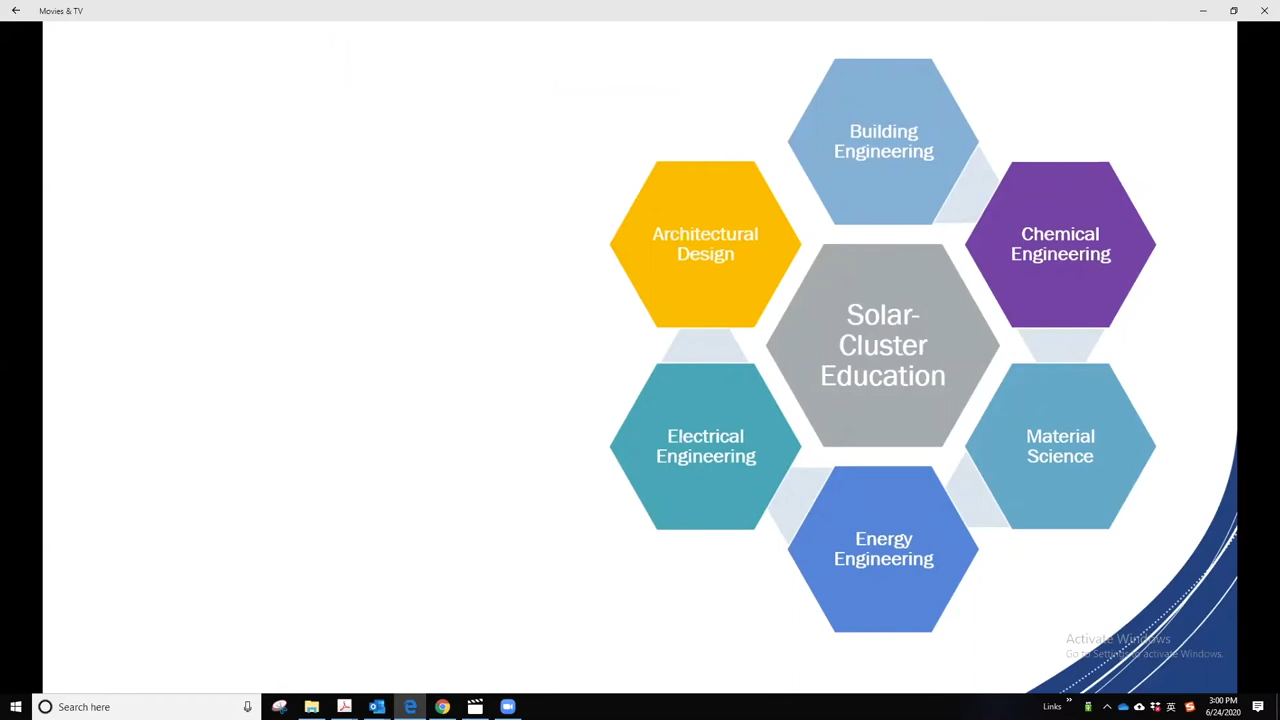 Movies & TV
Building
Engineering
Architectural
Design
Chemical
Engineering
Solar-
Cluster
Education
Electrical
Engineering
Material
Science
Energy
Engineering
Activate Windows
Go to Settings to activate Windows.
Search here
Links
英
3:00 PM
6/24/2020